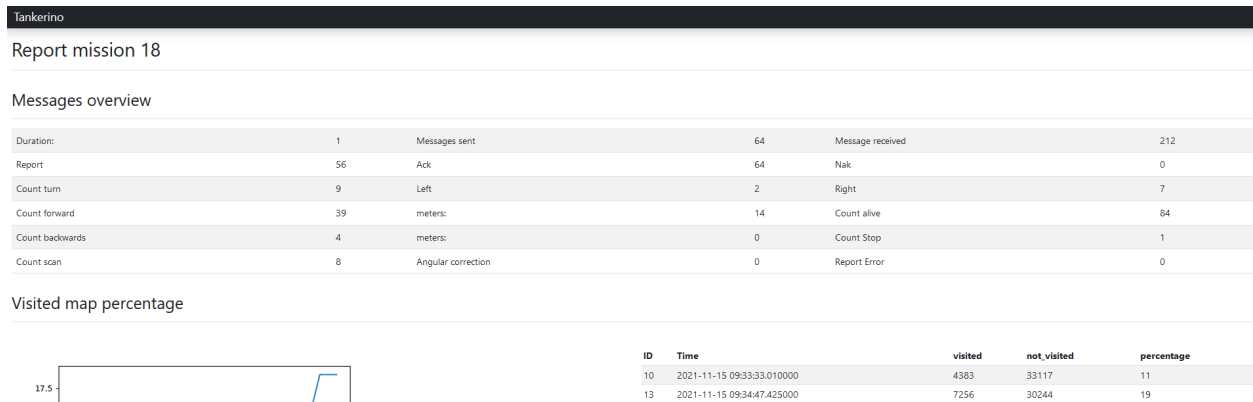 Tankerino
Report mission 18
Messages overview
Duration: 1 Messages sent 64 Message received 212
Report 56 Ack 64 Nak 0
Count turn 9 Left 2 Right 7
Count forward 39 meters: 14 Count alive 84
Count backwards 4 meters: 0 Count Stop 1
Count scan 8 Angular correction 0 Report Error 0
Visited map percentage
17.5
ID Time visited not_visited percentage
10 2021-11-15 09:33:33.010000 4383 33117 11
13 2021-11-15 09:34:47.425000 7256 30244 19